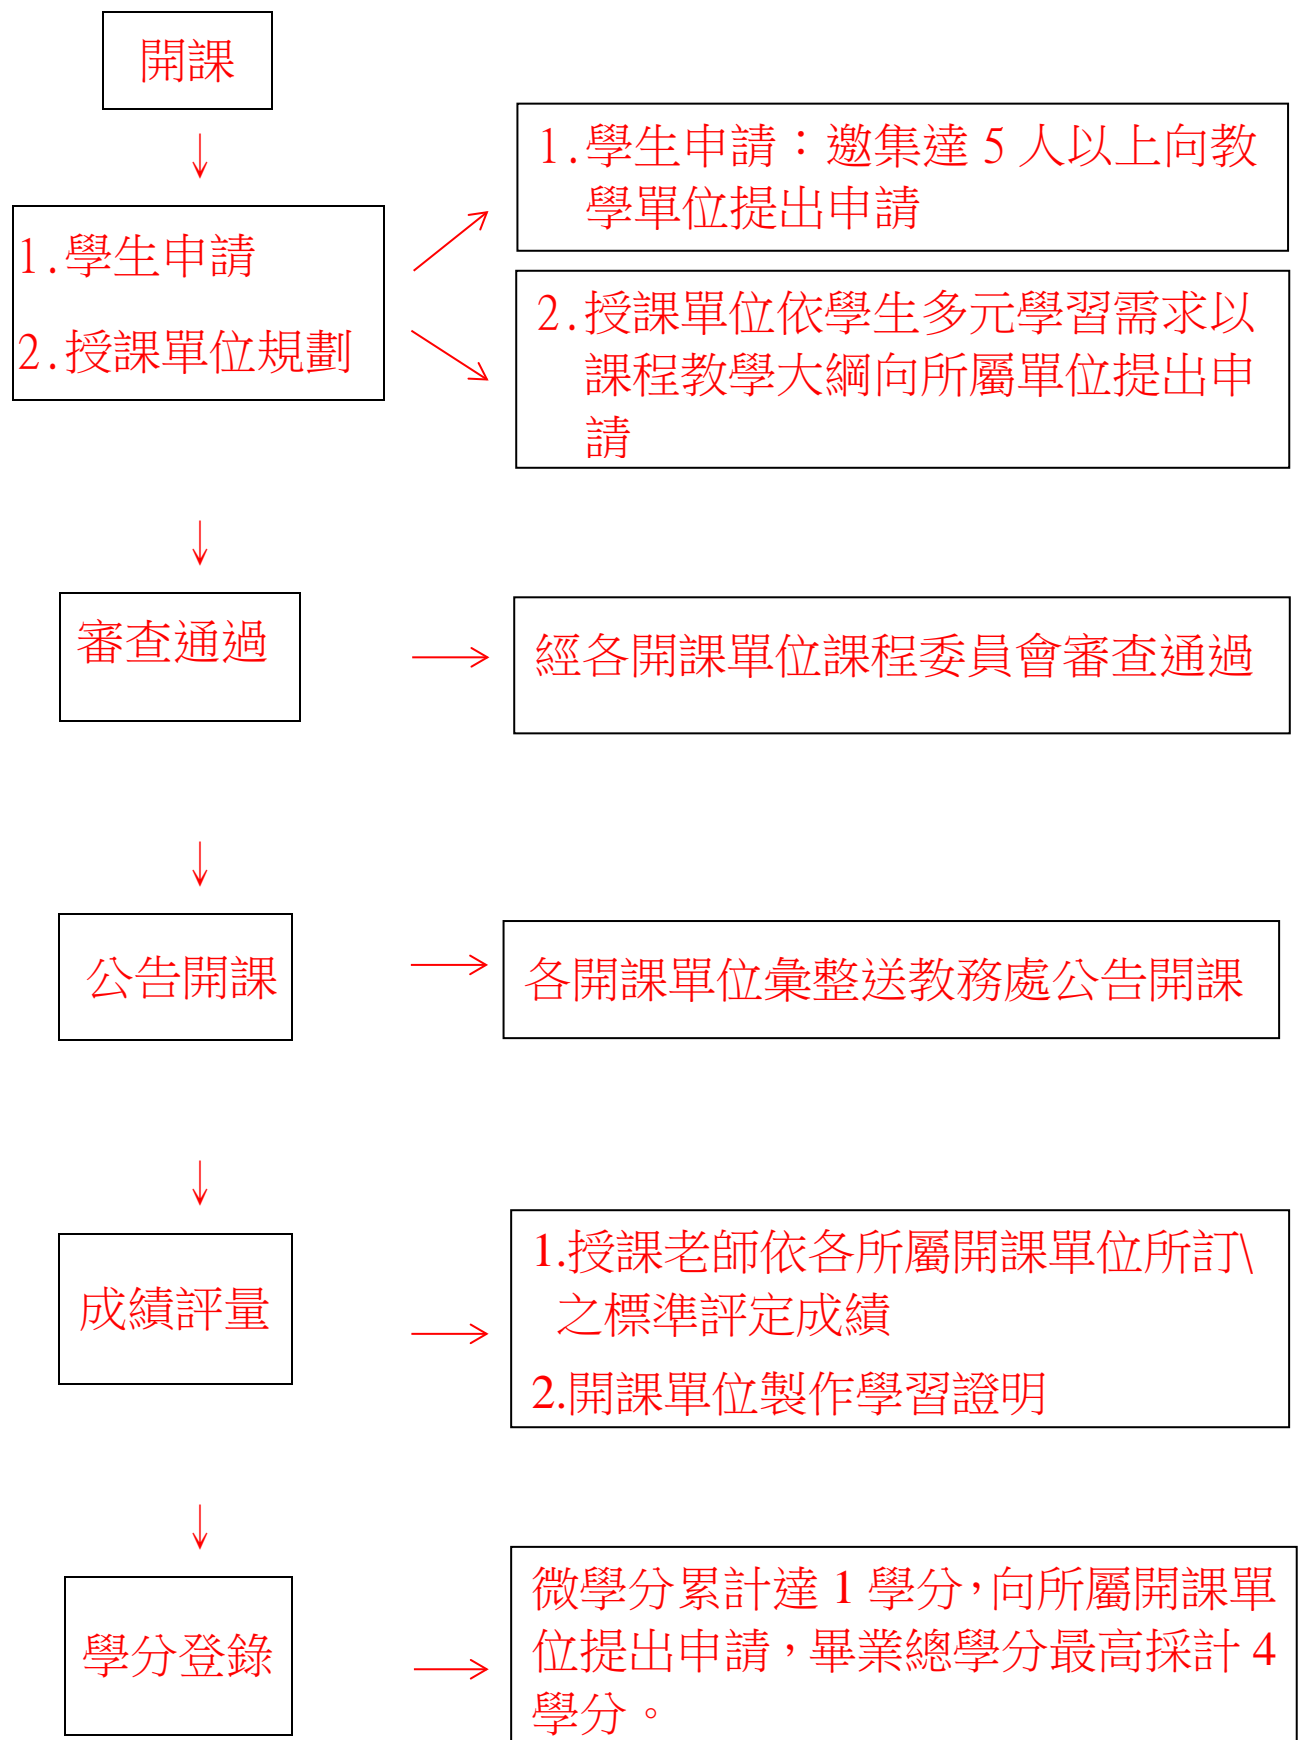 開課
1.學生申請
2.授課單位規劃
1.學生申請：邀集達 5 人以上向教
學單位提出申請
2.授課單位依學生多元學習需求以
課程教學大綱向所屬單位提出申
請
審查通過
經各開課單位課程委員會審查通過
公告開課
各開課單位彙整送教務處公告開課
成績評量
1.授課老師依各所屬開課單位所訂\
之標準評定成績
2.開課單位製作學習證明
學分登錄
微學分累計達 1 學分，向所屬開課單
位提出申請，畢業總學分最高採計 4
學分。